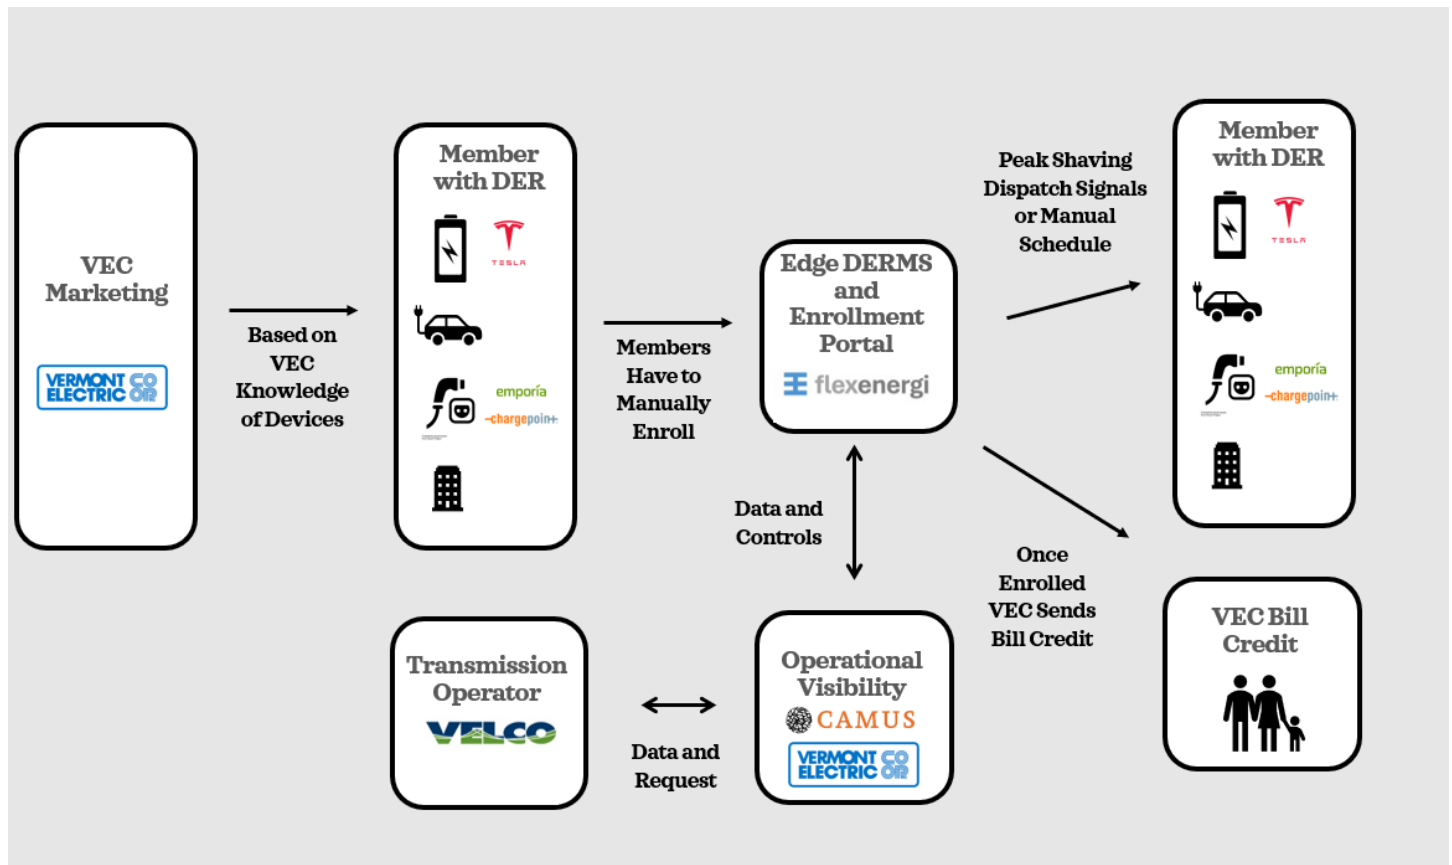 VEC
Marketing
VERMONT
ELECTRIC
CO
OP
Based on
VEC
Knowledge
of Devices
Member
with DER
TESLA
emporia
-chargepoin+.
Members
Have to
Manually
Enroll
Edge DERMS
and
Enrollment
Portal
flexenergi
Peak Shaving
Dispatch Signals
or Manual
Schedule
Member
with DER
TESLA
emporia
-chargepoin+.
Data and
Controls
Once
Enrolled
VEC Sends
Bill Credit
Transmission
Operator
VELCO
Data and
Request
Operational
Visibility
CAMUS
VERMONT
ELECTRIC
CO
OP
VEC Bill
Credit